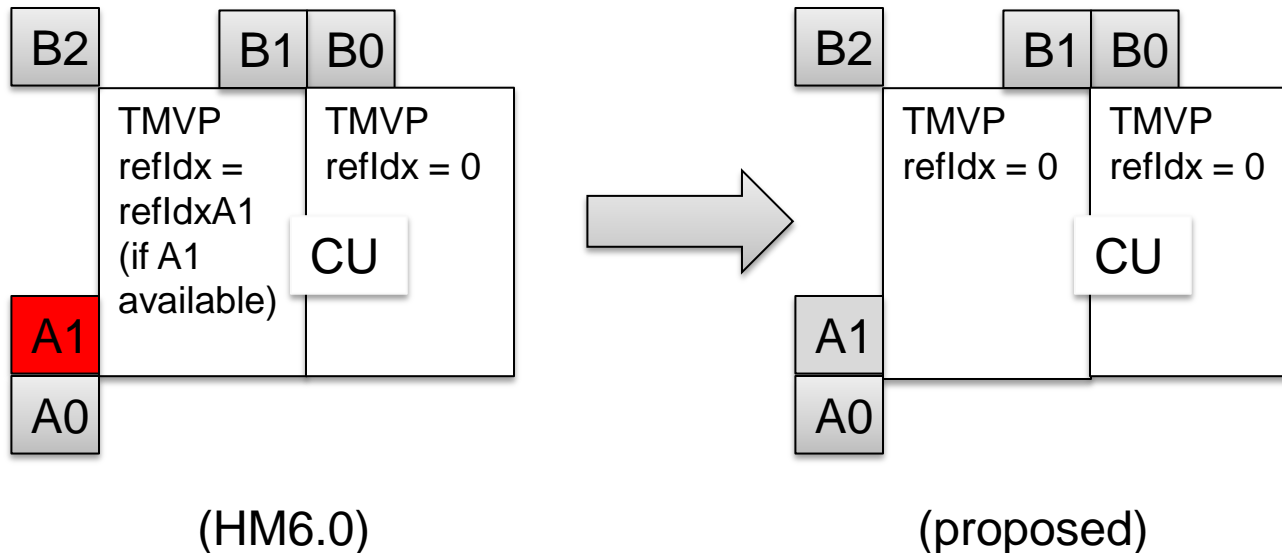 B2
B1
B0
TMVP
refIdx =
refIdxA1
(if A1
available)
TMVP
refIdx = 0
CU
A1
A0
(HM6.0)
B2
B1
B0
TMVP
refIdx = 0
TMVP
refIdx = 0
CU
A1
A0
(proposed)